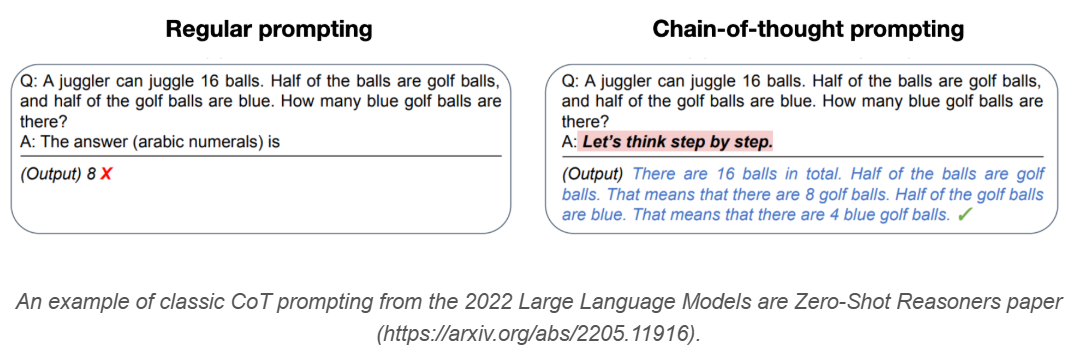 Regular prompting
Q: A juggler can juggle 16 balls. Half of the balls are golf balls,
and half of the golf balls are blue. How many blue golf balls are
there?
A: The answer (arabic numerals) is
(Output) 8 ✗
Chain-of-thought prompting
Q: A juggler can juggle 16 balls. Half of the balls are golf balls,
and half of the golf balls are blue. How many blue golf balls are
there?
A: Let's think step by step.
(Output) There are 16 balls in total. Half of the balls are golf
balls. That means that there are 8 golf balls. Half of the golf balls
are blue. That means that there are 4 blue golf balls. ✓
An example of classic CoT prompting from the 2022 Large Language Models are Zero-Shot Reasoners paper
(https://arxiv.org/abs/2205.11916).